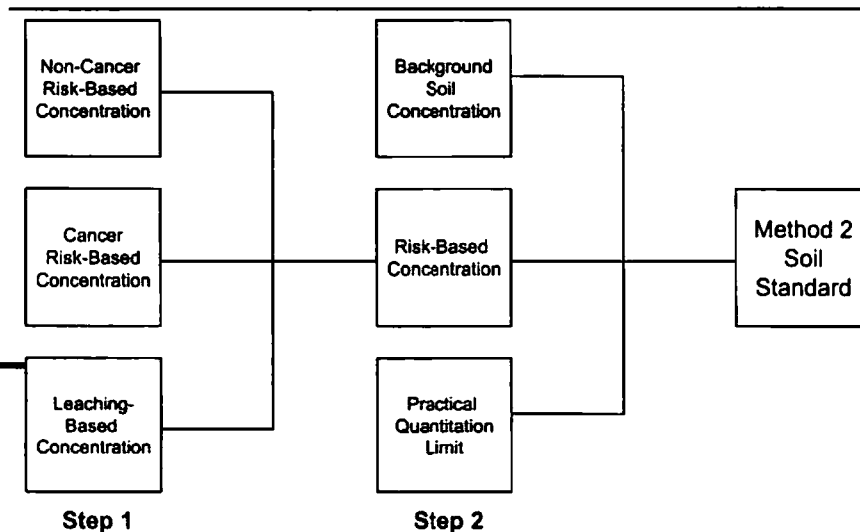 Non-Cancer
Risk-Based
Concentration
Background
Soil
Concentration
Cancer
Risk-Based
Concentration
Risk-Based
Concentration
Method 2
Soil
Standard
Leaching-
Based
Concentration
Practical
Quantitation
Limit
Step 1
Step 2